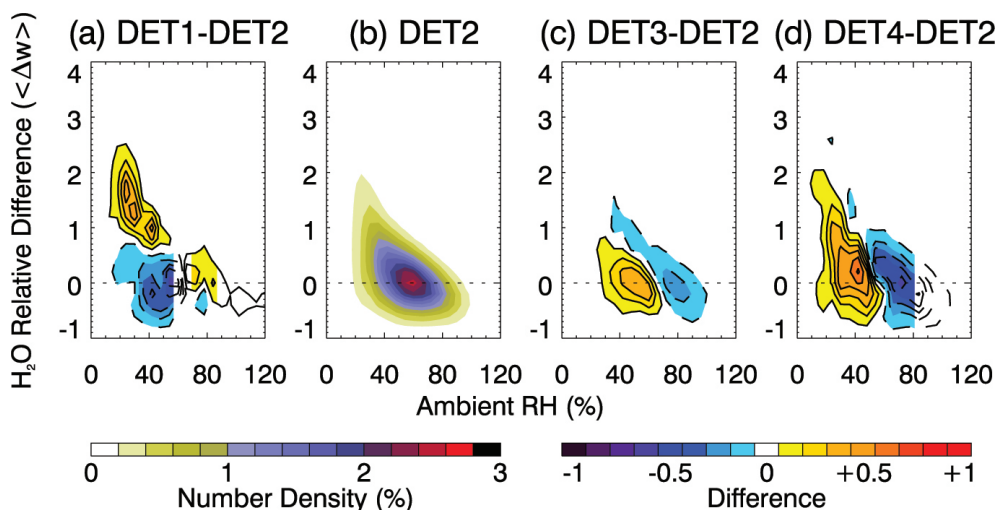 (a) DET1-DET2 (b) DET2 (c) DET3-DET2 (d) DET4-DET2
H₂O Relative Difference (<Δw>)
4 4 4 4
3 3 3 3
2 2 2 2
1 1 1 1
0 0 0 0
-1 -1 -1 -1
0 40 80 120 0 40 80 120 0 40 80 120 0 40 80 120
Ambient RH (%)
0 1 2 3 -1 -0.5 0 +0.5 +1
Number Density (%) Difference